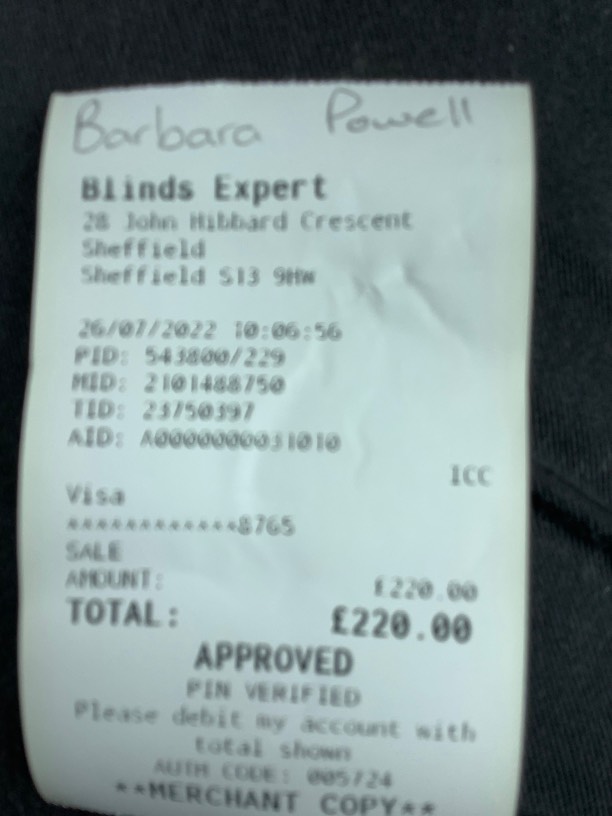 Barbara Powell
Blinds Expert
28 John Hibbard Crescent
Sheffield
Sheffield S13 9HW
26/07/2022 10:06:56
PID: 543800/229
MID: 2101488750
TID: 23750397
AID: A0000000031010
ICC
Visa
************8765
SALE
AMOUNT: £220.00
TOTAL: £220.00
APPROVED
PIN VERIFIED
Please debit my account with
total shown
AUTH CODE: 005724
**MERCHANT COPY**